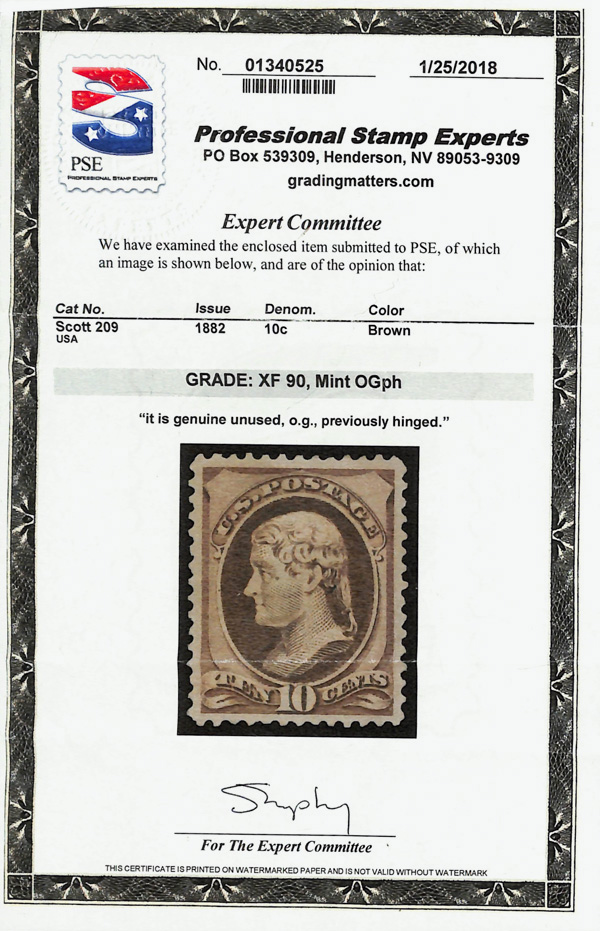 No. 01340525 1/25/2018
PSE
PROFESSIONAL STAMP EXPERTS
Professional Stamp Experts
PO Box 539309, Henderson, NV 89053-9309
gradingmatters.com
Expert Committee
We have examined the enclosed item submitted to PSE, of which
an image is shown below, and are of the opinion that:
Cat No. Issue Denom. Color
Scott 209 1882 10c Brown
USA
GRADE: XF 90, Mint OGph
“it is genuine unused, o.g., previously hinged.”
U.S. POSTAGE
TEN 10 CENTS
For The Expert Committee
THIS CERTIFICATE IS PRINTED ON WATERMARKED PAPER AND IS NOT VALID WITHOUT WATERMARK